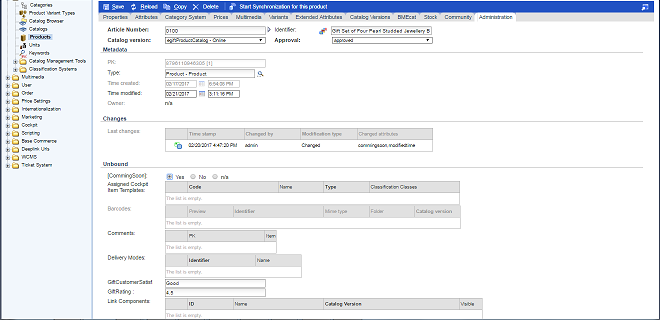 Save Reload Copy Delete Start Synchronization for this product
Properties Attributes Category System Prices Multimedia Variants Extended Attributes Catalog Versions BMEcat Stock Community Administration
Categories
Product Variant Types
Catalog Browser
Catalogs
Products
Units
Keywords
Catalog Management Tools
Classification Systems
Multimedia
User
Order
Price Settings
Internationalization
Marketing
Cockpit
Scripting
Base Commerce
Deeplink Urls
WCMS
Ticket System
Article Number: 0100 Identifier: Gift Set of Four Pearl Studded Jewellery B
Catalog version: egiftProductCatalog - Online Approval: approved
Metadata
PK:
Type: Product - Product
Time created: 02/17/2017 6:54:08 PM
Time modified: 02/21/2017 3:11:16 PM
Owner: n/a
Changes
Last changes:
Time stamp Changed by Modification type Changed attributes
02/20/2017 4:47:20 PM admin Changed commingsoon,modifiedtime
Unbound
[CommingSoon]: Yes No n/a
Assigned Cockpit Item Templates:
Code Name Type Classification Classes
The list is empty.
Barcodes:
Preview Identifier Mime type Folder Catalog version
The list is empty.
Comments:
PK Item
The list is empty.
Delivery Modes:
Identifier Name
The list is empty.
GiftCustomerSatisf Good
GiftRating : 4.5
Link Components:
ID Name Catalog Version Visible
The list is empty.